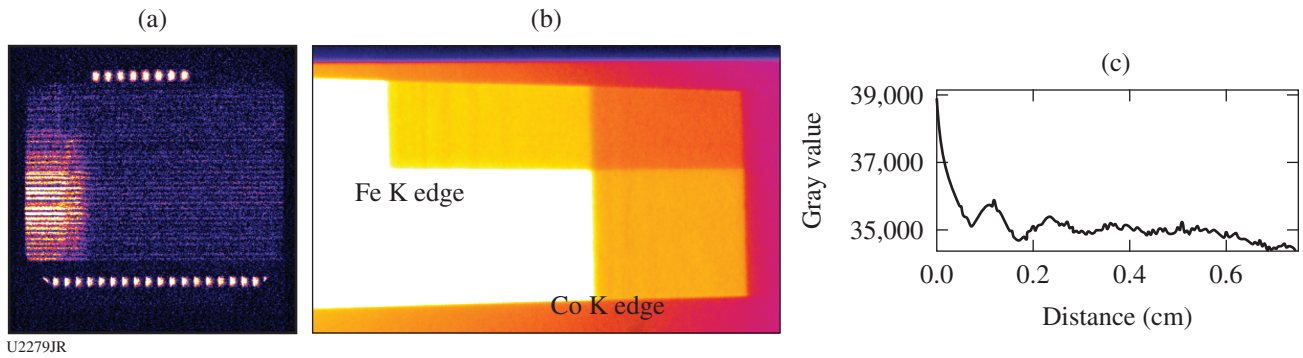 (a)
(b)
(c)
Fe K edge
Co K edge
Gray value
39,000
37,000
35,000
0.0
0.2
0.4
0.6
Distance (cm)
U2279JR